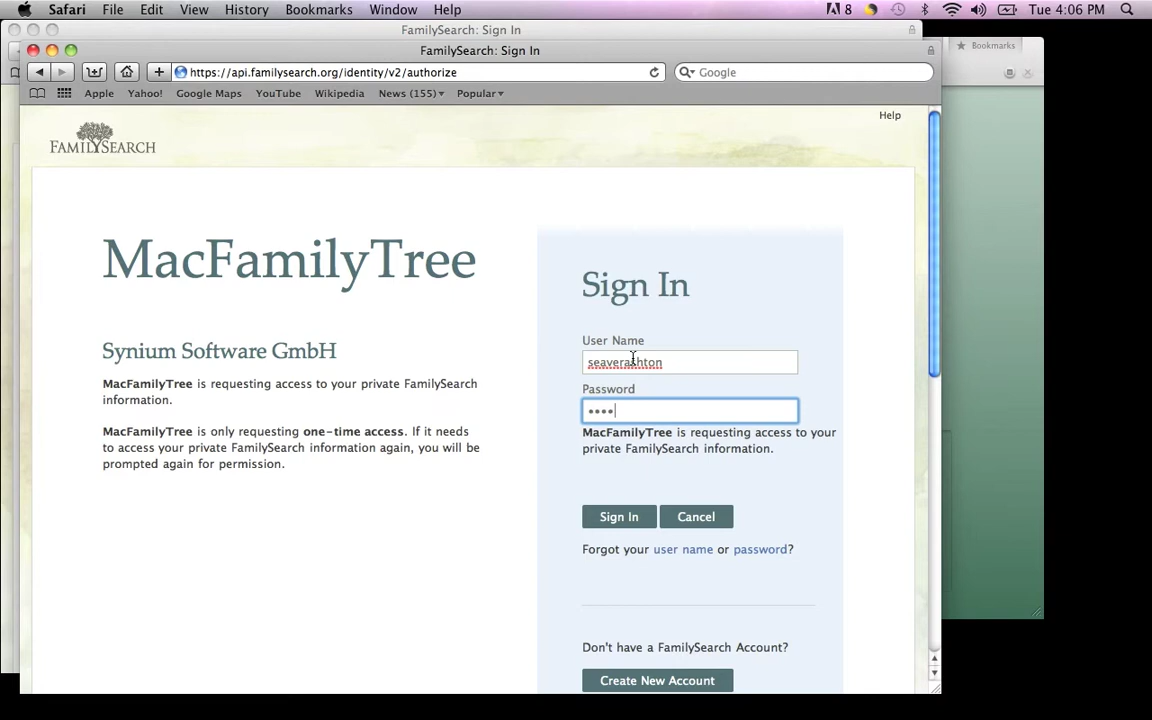 Safari File Edit View History Bookmarks Window Help
8 Tue 4:06 PM
FamilySearch: Sign In
FamilySearch: Sign In
Bookmarks
https://api.familysearch.org/identity/v2/authorize
Google
Apple Yahoo! Google Maps YouTube Wikipedia News (155) Popular
Help
FAMILYSEARCH
MacFamilyTree
Synium Software GmbH
MacFamilyTree is requesting access to your private FamilySearch
information.
MacFamilyTree is only requesting one-time access. If it needs
to access your private FamilySearch information again, you will be
prompted again for permission.
Sign In
User Name
seaverashton
Password
••••
MacFamilyTree is requesting access to your
private FamilySearch information.
Sign In Cancel
Forgot your user name or password?
Don't have a FamilySearch Account?
Create New Account